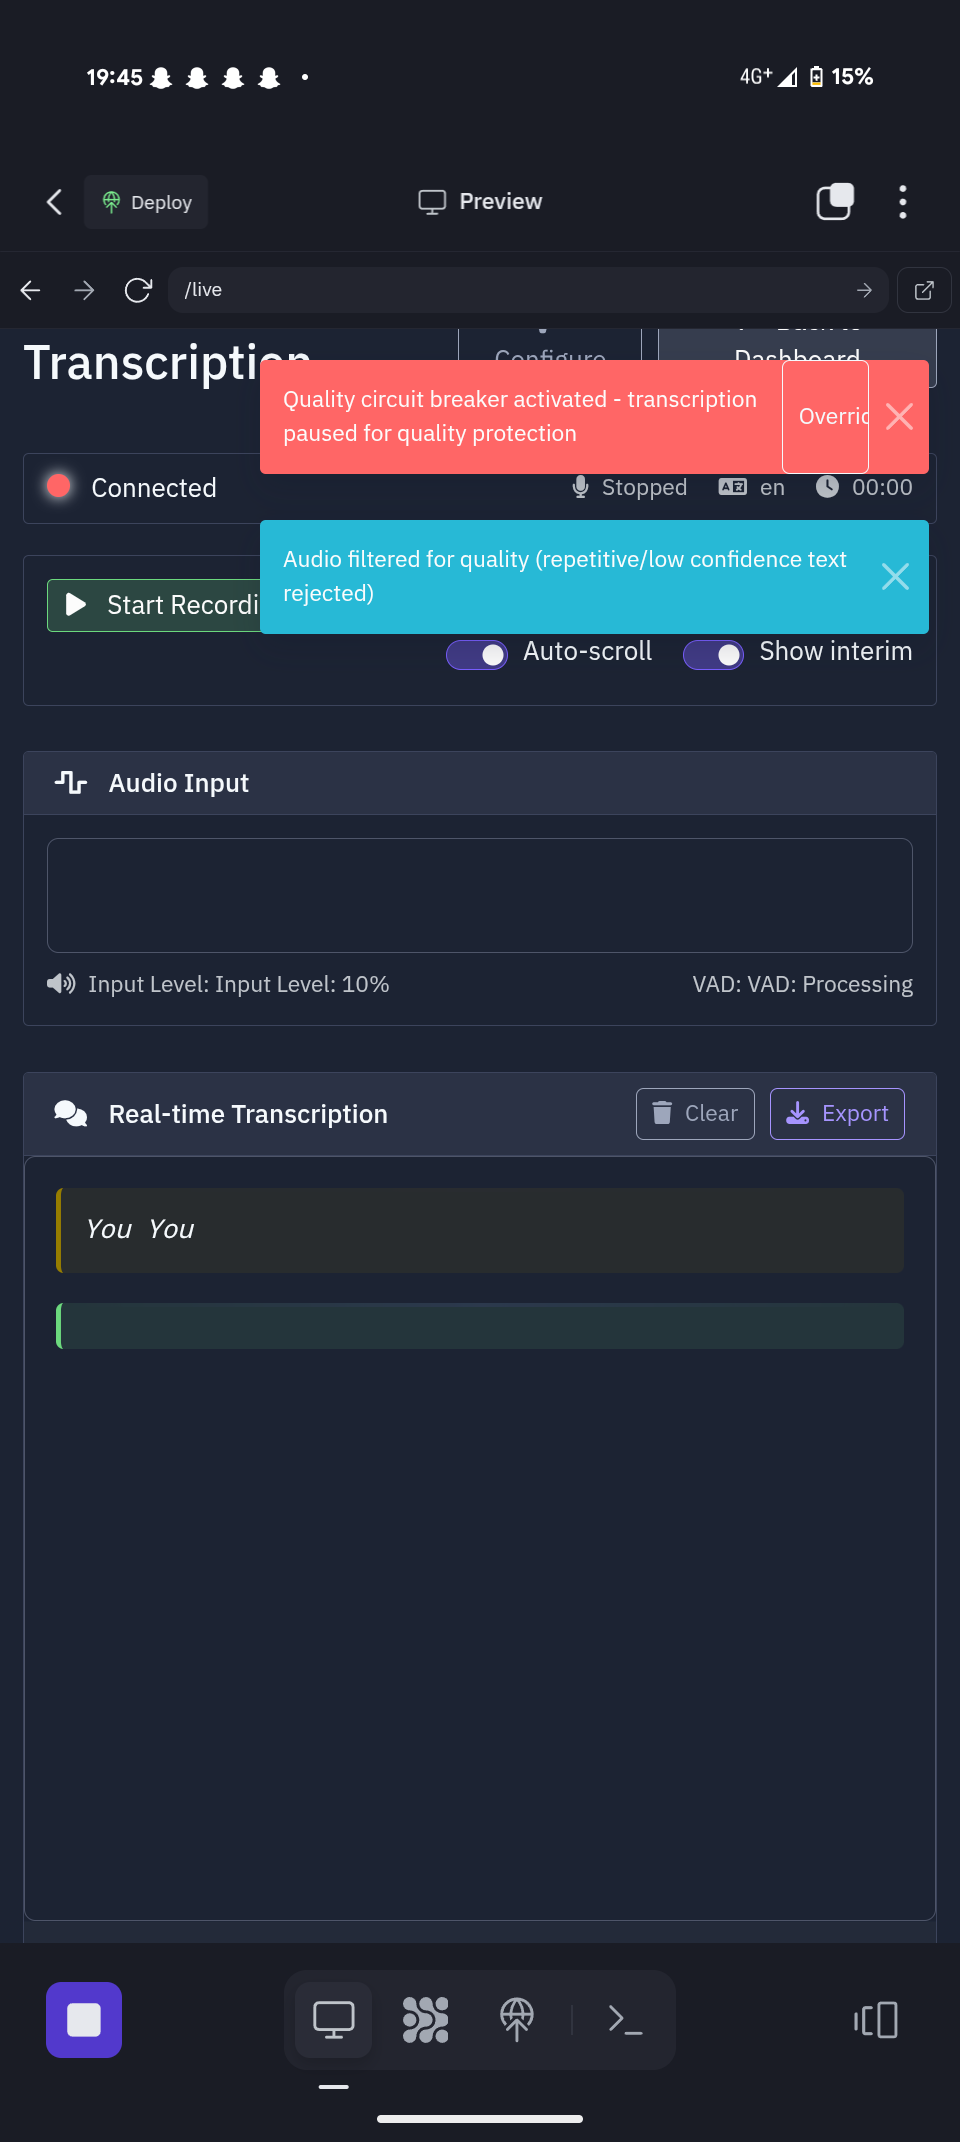 19:45
4G+ 15%
Deploy
Preview
/live
Transcription
Configure
Back to
Dashboard
Quality circuit breaker activated - transcription
paused for quality protection
Overric
Connected
Stopped
en
00:00
Audio filtered for quality (repetitive/low confidence text
rejected)
Start Recordi
Auto-scroll
Show interim
Audio Input
Input Level: Input Level: 10%
VAD: VAD: Processing
Real-time Transcription
Clear
Export
You You